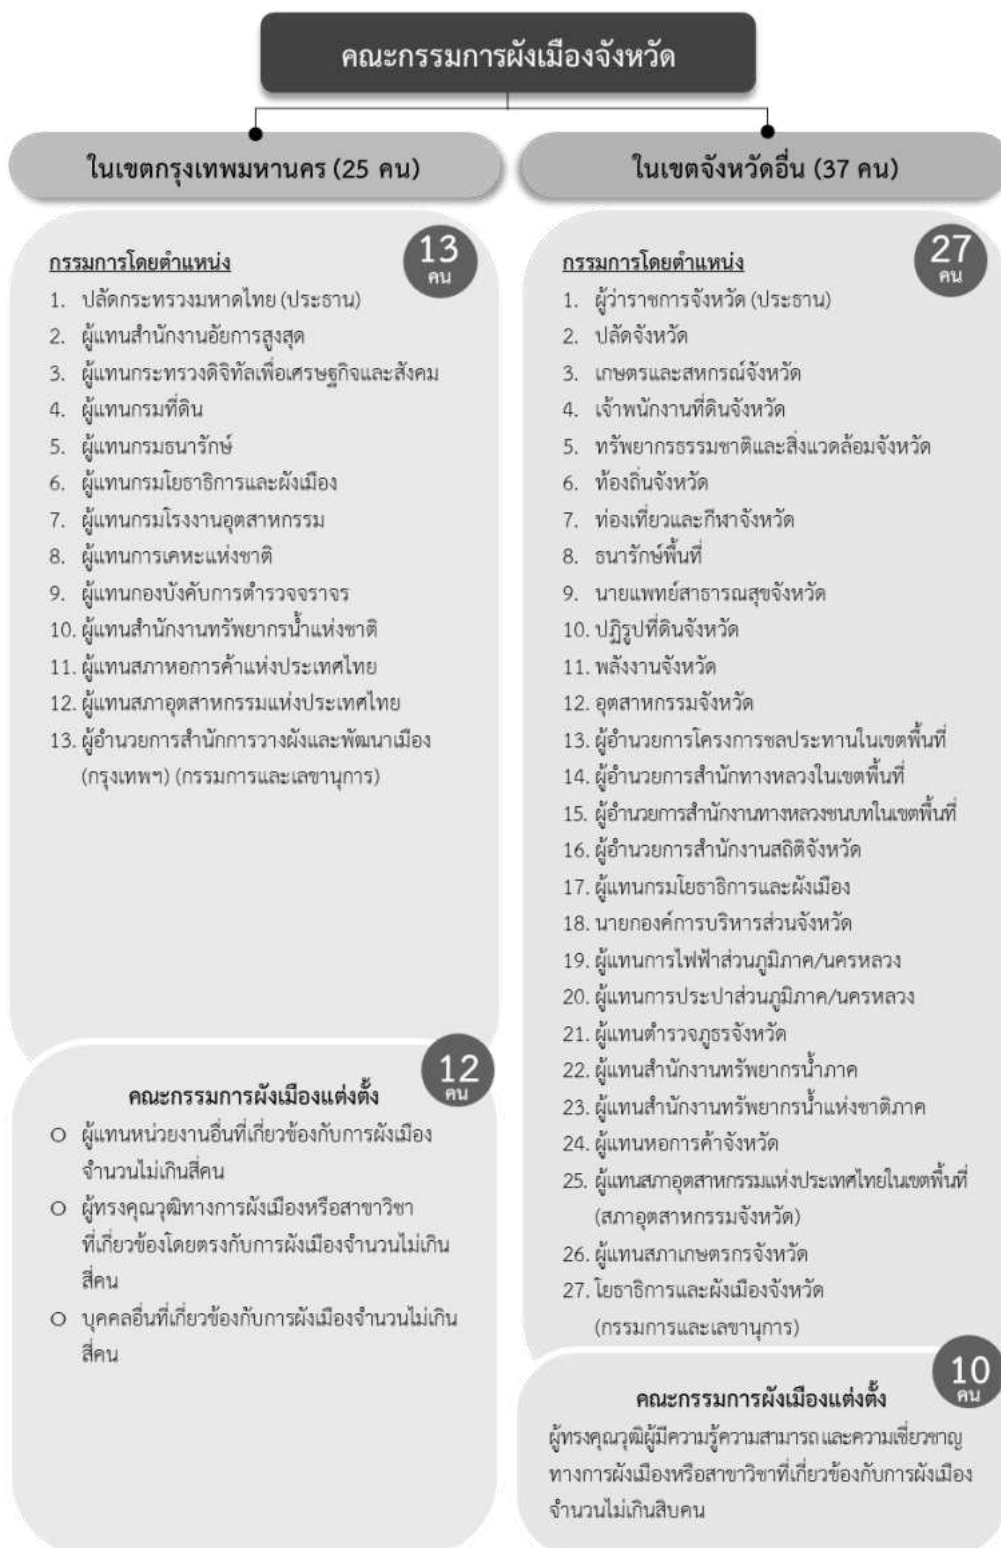 คณะกรรมการผังเมืองจังหวัด
ในเขตกรุงเทพมหานคร (25 คน)
กรรมการโดยตำแหน่ง
13
คน
1. ปลัดกระทรวงมหาดไทย (ประธาน)
2. ผู้แทนสำนักงานอัยการสูงสุด
3. ผู้แทนกระทรวงดิจิทัลเพื่อเศรษฐกิจและสังคม
4. ผู้แทนกรมที่ดิน
5. ผู้แทนกรมธนารักษ์
6. ผู้แทนกรมโยธาธิการและผังเมือง
7. ผู้แทนกรมโรงงานอุตสาหกรรม
8. ผู้แทนการเคหะแห่งชาติ
9. ผู้แทนกองบังคับการตำรวจจราจร
10. ผู้แทนสำนักงานทรัพยากรน้ำแห่งชาติ
11. ผู้แทนสภาหอการค้าแห่งประเทศไทย
12. ผู้แทนสภาอุตสาหกรรมแห่งประเทศไทย
13. ผู้อำนวยการสำนักการวางผังและพัฒนาเมือง
(กรุงเทพฯ) (กรรมการและเลขานุการ)
12
คน
คณะกรรมการผังเมืองแต่งตั้ง
O ผู้แทนหน่วยงานอื่นที่เกี่ยวข้องกับการผังเมือง
จำนวนไม่เกินสี่คน
O ผู้ทรงคุณวุฒิทางการผังเมืองหรือสาขาวิชา
ที่เกี่ยวข้องโดยตรงกับการผังเมืองจำนวนไม่เกิน
สี่คน
O บุคคลอื่นที่เกี่ยวข้องกับการผังเมืองจำนวนไม่เกิน
สี่คน
ในเขตจังหวัดอื่น (37 คน)
กรรมการโดยตำแหน่ง
27
คน
1. ผู้ว่าราชการจังหวัด (ประธาน)
2. ปลัดจังหวัด
3. เกษตรและสหกรณ์จังหวัด
4. เจ้าพนักงานที่ดินจังหวัด
5. ทรัพยากรธรรมชาติและสิ่งแวดล้อมจังหวัด
6. ท้องถิ่นจังหวัด
7. ท่องเที่ยวและกีฬาจังหวัด
8. ธนารักษ์พื้นที่
9. นายแพทย์สาธารณสุขจังหวัด
10. ปฏิรูปที่ดินจังหวัด
11. พลังงานจังหวัด
12. อุตสาหกรรมจังหวัด
13. ผู้อำนวยการโครงการชลประทานในเขตพื้นที่
14. ผู้อำนวยการสำนักทางหลวงในเขตพื้นที่
15. ผู้อำนวยการสำนักงานทางหลวงชนบทในเขตพื้นที่
16. ผู้อำนวยการสำนักงานสถิติจังหวัด
17. ผู้แทนกรมโยธาธิการและผังเมือง
18. นายกองค์การบริหารส่วนจังหวัด
19. ผู้แทนการไฟฟ้าส่วนภูมิภาค/นครหลวง
20. ผู้แทนการประปาส่วนภูมิภาค/นครหลวง
21. ผู้แทนตำรวจภูธรจังหวัด
22. ผู้แทนสำนักงานทรัพยากรน้ำภาค
23. ผู้แทนสำนักงานทรัพยากรน้ำแห่งชาติภาค
24. ผู้แทนหอการค้าจังหวัด
25. ผู้แทนสภาอุตสาหกรรมแห่งประเทศไทยในเขตพื้นที่
(สภาอุตสาหกรรมจังหวัด)
26. ผู้แทนสภาเกษตรกรจังหวัด
27. โยธาธิการและผังเมืองจังหวัด
(กรรมการและเลขานุการ)
10
คน
คณะกรรมการผังเมืองแต่งตั้ง
ผู้ทรงคุณวุฒิผู้มีความรู้ความสามารถ และความเชี่ยวชาญ
ทางการผังเมืองหรือสาขาวิชาที่เกี่ยวข้องกับการผังเมือง
จำนวนไม่เกินสิบคน